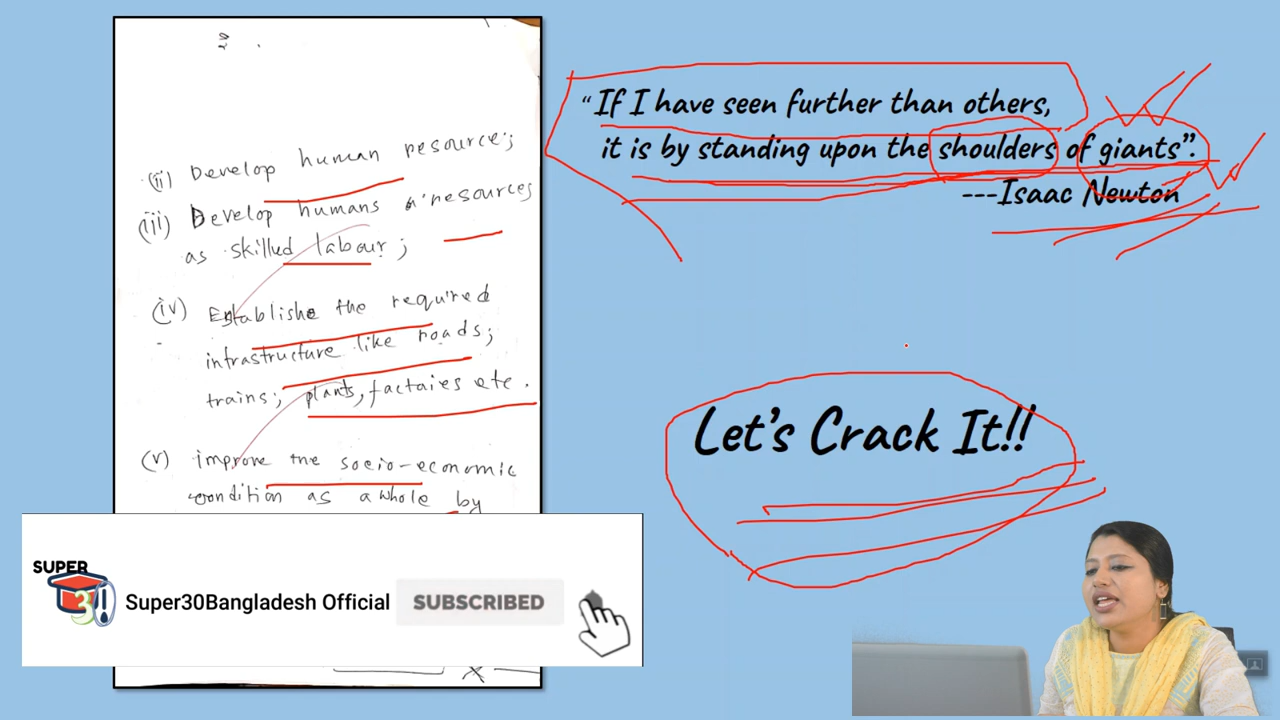 (ii) Develop human resource;
(iii) Develop humans resources
as skilled labour;
(iv) Establishe the required
infrastructure like roads;
trains; plants, factaies etc.
(v) improve the socio-economic
condition as a whole by
“If I have seen further than others,
it is by standing upon the shoulders of giants”.
---Isaac Newton
Let's Crack It!!
SUPER
30
Super30Bangladesh Official
SUBSCRIBED